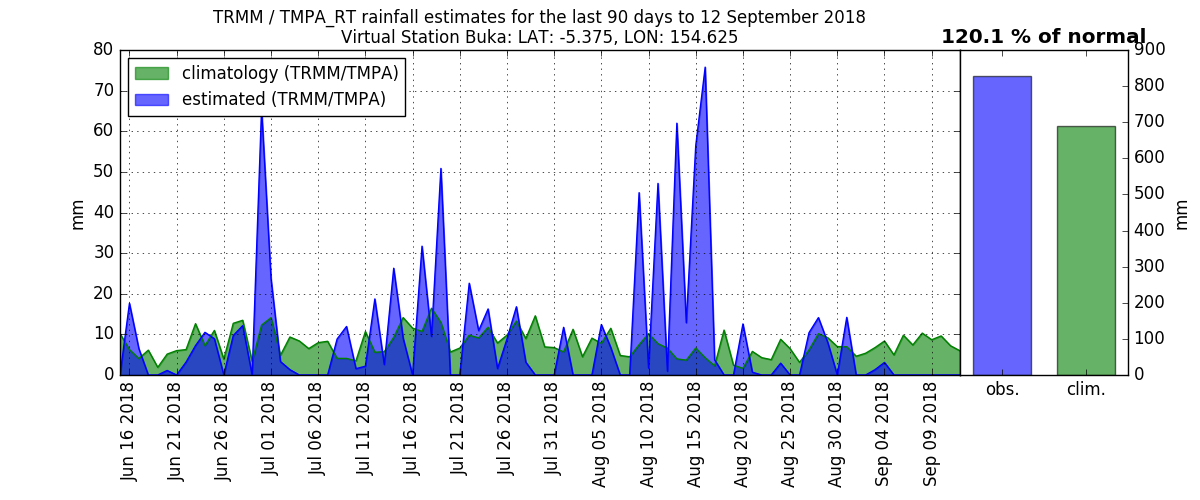 TRMM / TMPA_RT rainfall estimates for the last 90 days to 12 September 2018
Virtual Station Buka: LAT: -5.375, LON: 154.625
120.1 % of normal
climatology (TRMM/TMPA)
estimated (TRMM/TMPA)
mm
80
70
60
50
40
30
20
10
0
Jun 16 2018
Jun 21 2018
Jun 26 2018
Jul 01 2018
Jul 06 2018
Jul 11 2018
Jul 16 2018
Jul 21 2018
Jul 26 2018
Jul 31 2018
Aug 05 2018
Aug 10 2018
Aug 15 2018
Aug 20 2018
Aug 25 2018
Aug 30 2018
Sep 04 2018
Sep 09 2018
obs.
clim.
900
800
700
600
500
400
300
200
100
0
mm